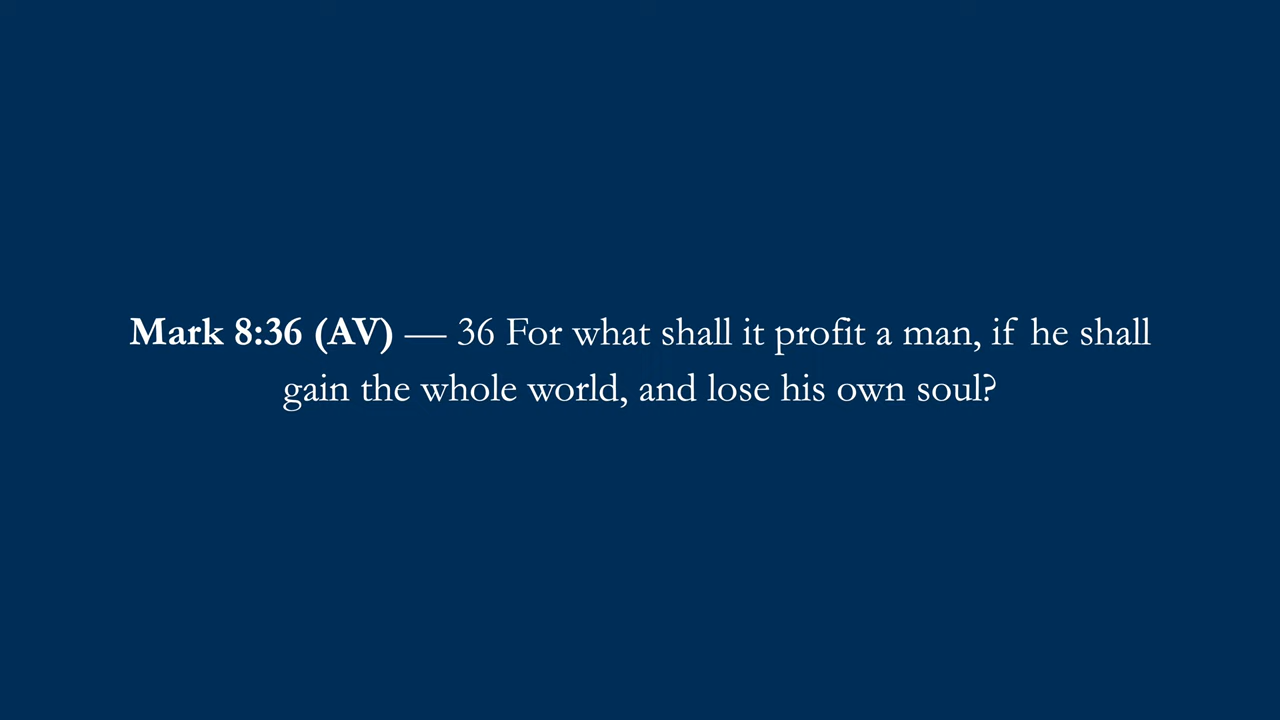 Mark 8:36 (AV) — 36 For what shall it profit a man, if he shall
gain the whole world, and lose his own soul?